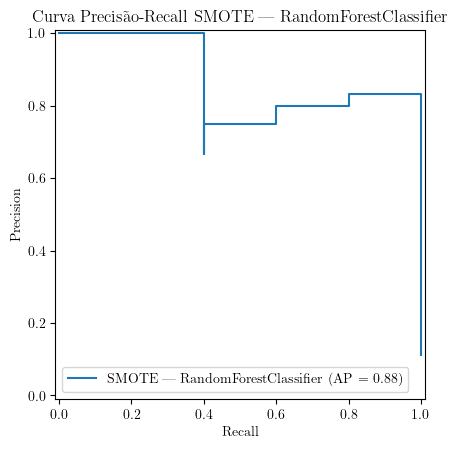 Curva Precisão-Recall SMOTE — RandomForestClassifier
1.0
0.8
0.6
0.4
0.2
0.0
Precision
SMOTE — RandomForestClassifier (AP = 0.88)
0.0 0.2 0.4 0.6 0.8 1.0
Recall